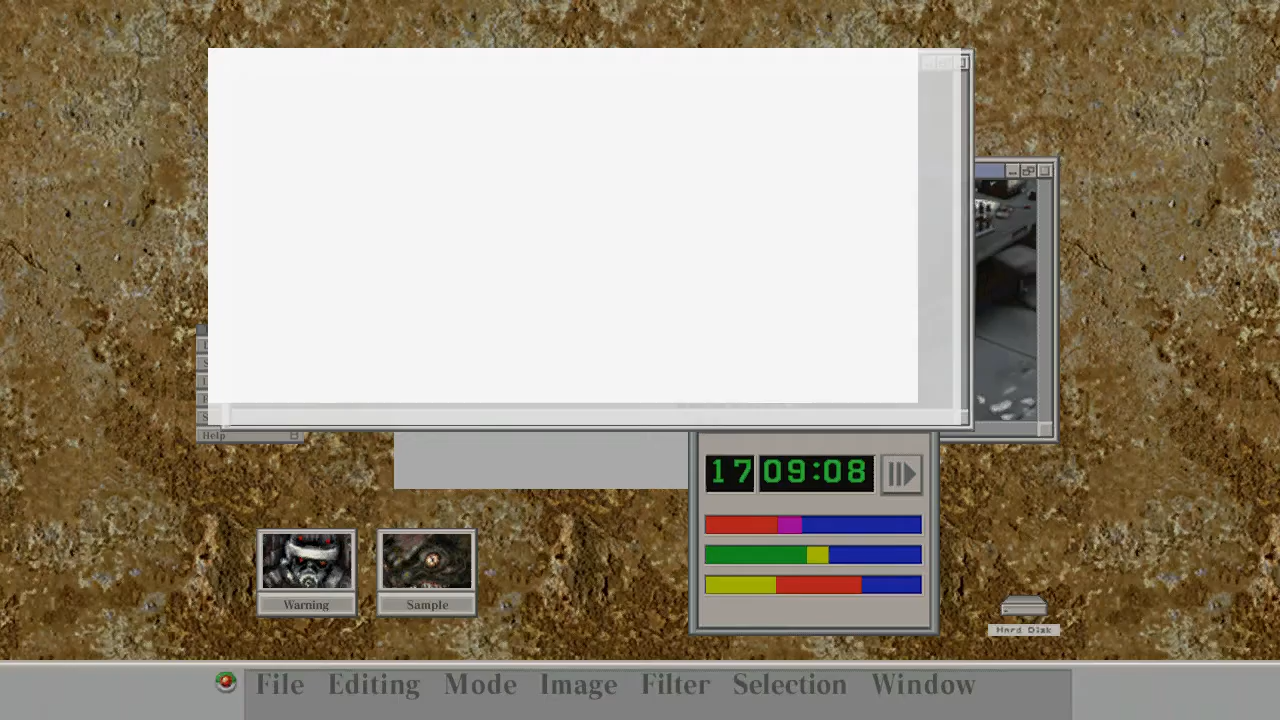 Help
17 09:08
Warning
Sample
Hard Disk
File Editing Mode Image Filter Selection Window